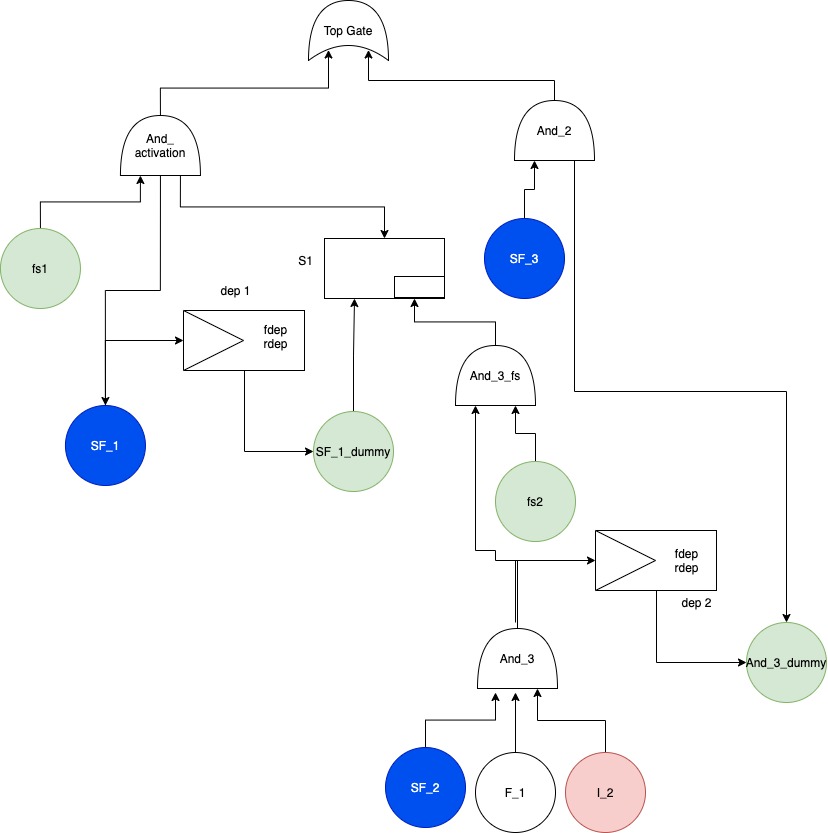 Top Gate
And_
activation
And_2
fs1
S1
SF_3
dep 1
fdep
rdep
And_3_fs
SF_1
SF_1_dummy
fs2
fdep
rdep
dep 2
And_3
And_3_dummy
SF_2
F_1
I_2